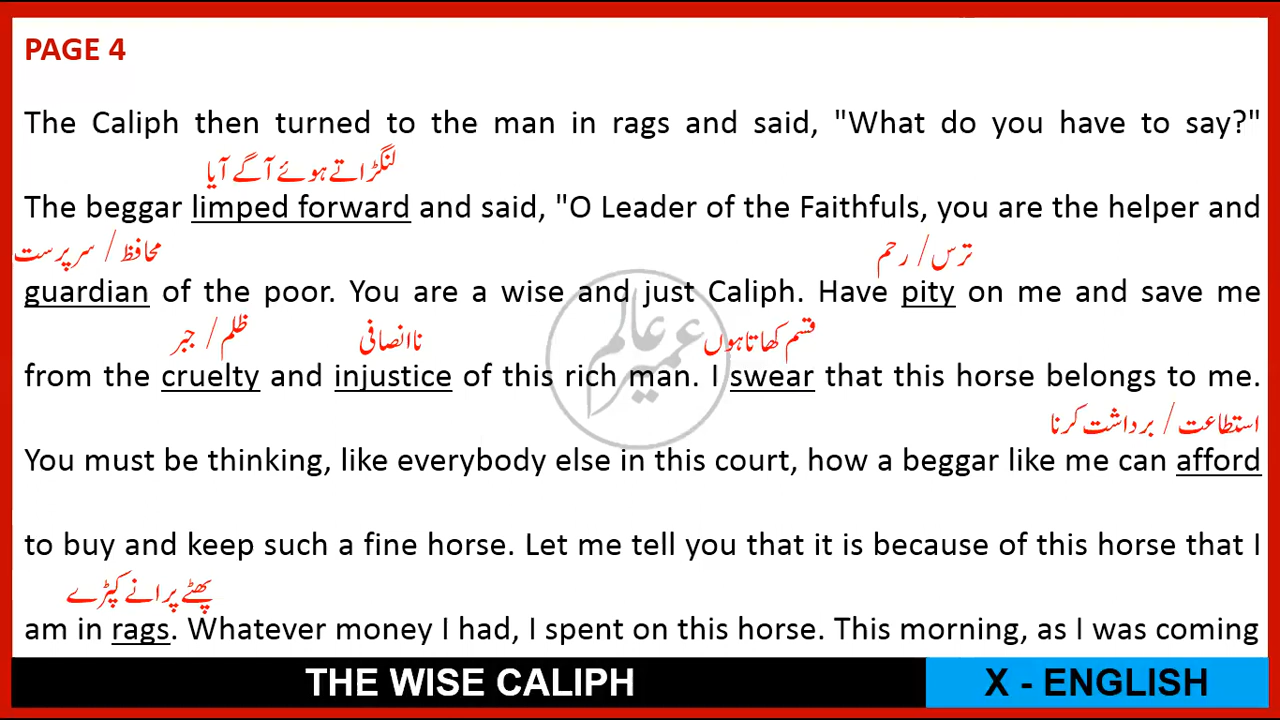 PAGE 4
The Caliph then turned to the man in rags and said, "What do you have to say?"
لنگڑاتے ہوئے آگے آیا
The beggar limped forward and said, "O Leader of the Faithfuls, you are the helper and
محافظ / سرپرست ترس / رحم
guardian of the poor. You are a wise and just Caliph. Have pity on me and save me
ظلم / جبر ناانصافی قسم کھاتا ہوں
from the cruelty and injustice of this rich man. I swear that this horse belongs to me.
استطاعت / برداشت کرنا
You must be thinking, like everybody else in this court, how a beggar like me can afford
to buy and keep such a fine horse. Let me tell you that it is because of this horse that I
پھٹے پرانے کپڑے
am in rags. Whatever money I had, I spent on this horse. This morning, as I was coming
عمیر عالم
THE WISE CALIPH
X - ENGLISH